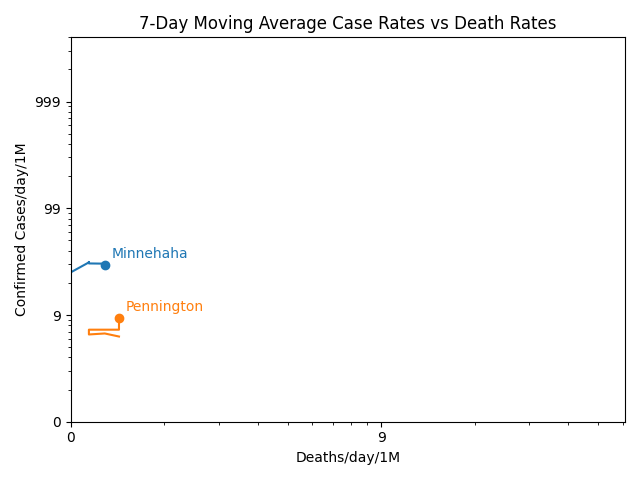 7-Day Moving Average Case Rates vs Death Rates
Confirmed Cases/day/1M
999
99
9
0
Minnehaha
Pennington
0
9
Deaths/day/1M